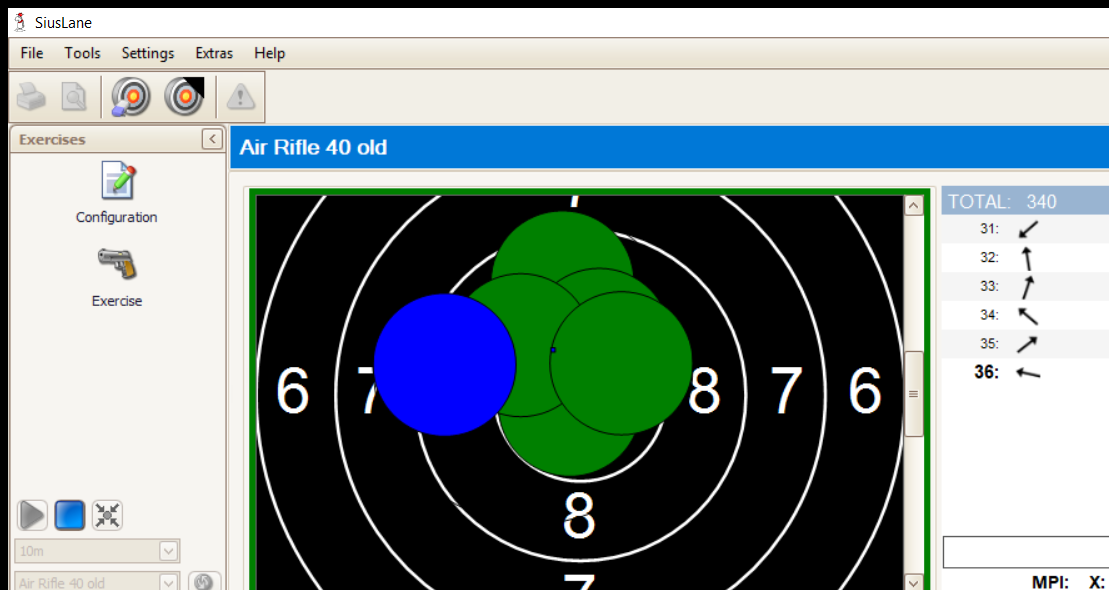 SiusLane
File Tools Settings Extras Help
Exercises
Air Rifle 40 old
Configuration
Exercise
TOTAL: 340
31:
32:
33:
34:
35:
36:
6 7 8 7 6
8
7
10m
Air Rifle 40 old
MPI: X: